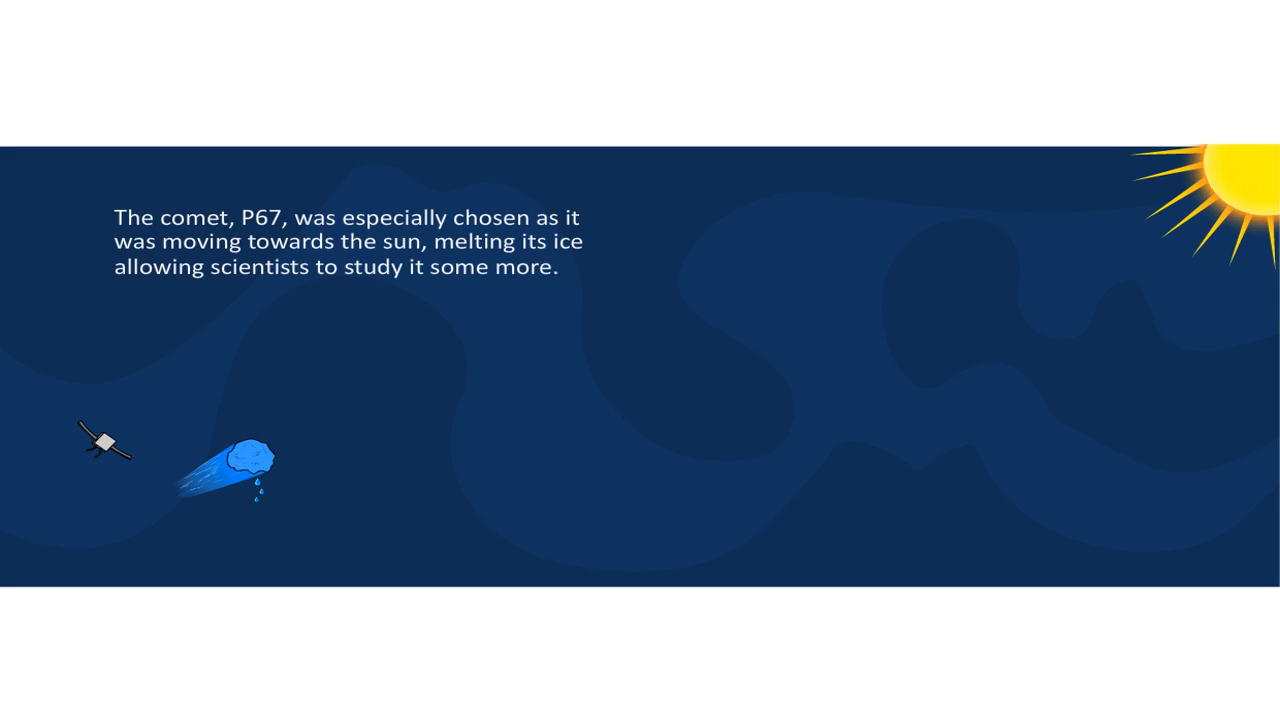 The comet, P67, was especially chosen as it
was moving towards the sun, melting its ice
allowing scientists to study it some more.